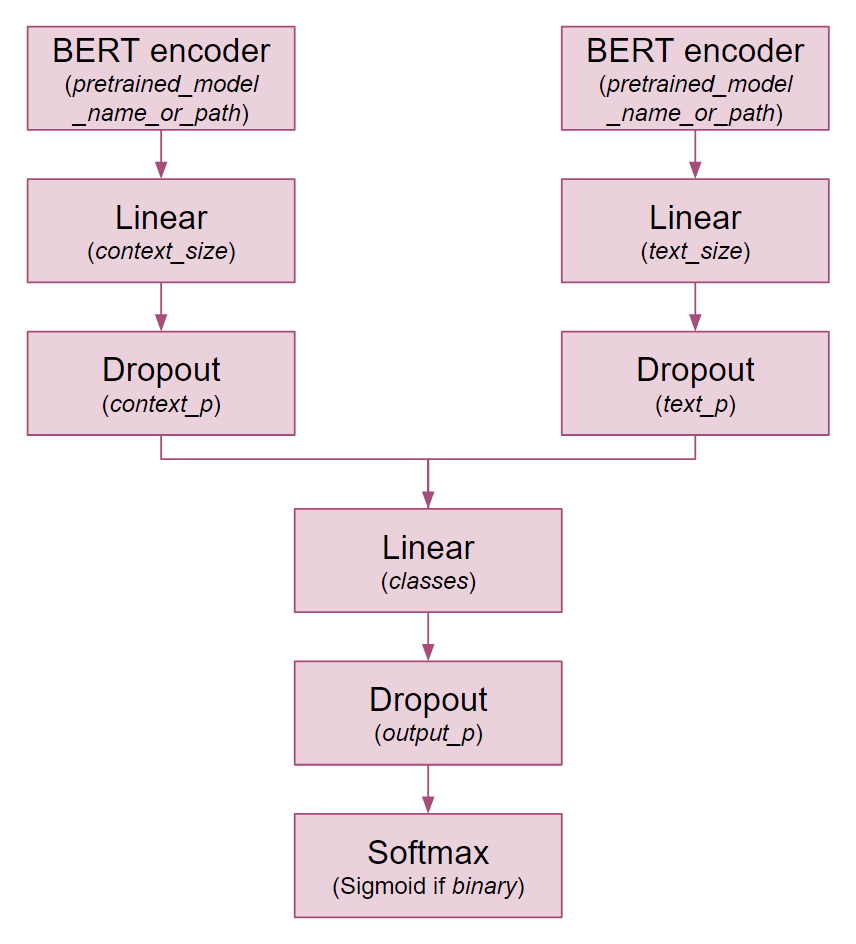 BERT encoder
(pretrained_model
_name_or_path)
BERT encoder
(pretrained_model
_name_or_path)
Linear
(context_size)
Linear
(text_size)
Dropout
(context_p)
Dropout
(text_p)
Linear
(classes)
Dropout
(output_p)
Softmax
(Sigmoid if binary)